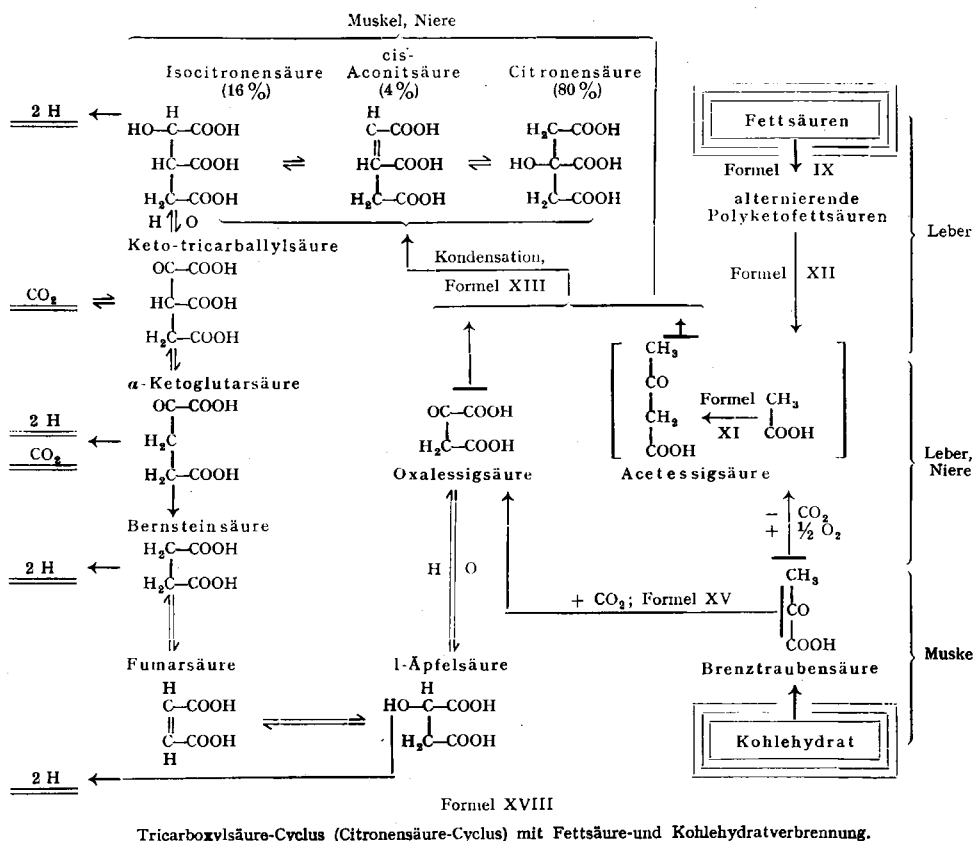 Muskel, Niere
Isocitronensäure
(16 %)
cis-
Aconitsäure
(4 %)
Citronensäure
(80 %)
2 H
H
HO—C—COOH
HC—COOH
H₂C—COOH
H
C—COOH
HC—COOH
H₂C—COOH
H₂C—COOH
HO—C—COOH
H₂C—COOH
⇌
⇌
H ⥮ O
Keto-tricarballylsäure
OC—COOH
HC—COOH
H₂C—COOH
CO₂ ⇌
Kondensation,
Formel XIII
Fettsäuren
Formel IX
alternierende
Polyketofettsäuren
Formel XII
Leber
α-Ketoglutarsäure
OC—COOH
H₂C
H₂C—COOH
2 H
CO₂
OC—COOH
H₂C—COOH
Oxalessigsäure
CH₃
CO
CH₂
COOH
Formel
XI
CH₃
COOH
Acetessigsäure
Leber,
Niere
Bernsteinsäure
H₂C—COOH
H₂C—COOH
2 H
H O
− CO₂
+ ½ O₂
+ CO₂; Formel XV
CH₃
CO
COOH
Brenztraubensäure
Muske
Fumarsäure
H
C—COOH
C—COOH
H
l-Äpfelsäure
H
HO—C—COOH
H₂C—COOH
Kohlehydrat
2 H
Formel XVIII
Tricarboxylsäure-Cyclus (Citronensäure-Cyclus) mit Fettsäure-und Kohlehydratverbrennung.